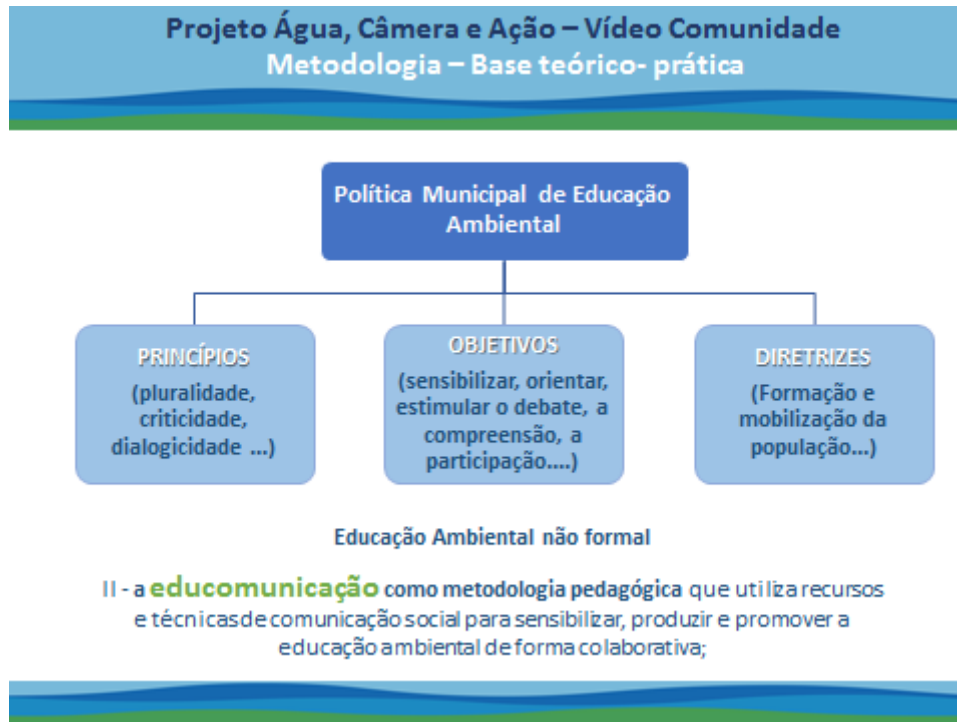 Projeto Água, Câmera e Ação – Vídeo Comunidade
Metodologia – Base teórico- prática
Política Municipal de Educação
Ambiental
PRINCÍPIOS
(pluralidade,
criticidade,
dialogicidade ...)
OBJETIVOS
(sensibilizar, orientar,
estimular o debate, a
compreensão, a
participação....)
DIRETRIZES
(Formação e
mobilização da
população...)
Educação Ambiental não formal
II - a educomunicação como metodologia pedagógica que utiliza recursos
e técnicas de comunicação social para sensibilizar, produzir e promover a
educação ambiental de forma colaborativa;